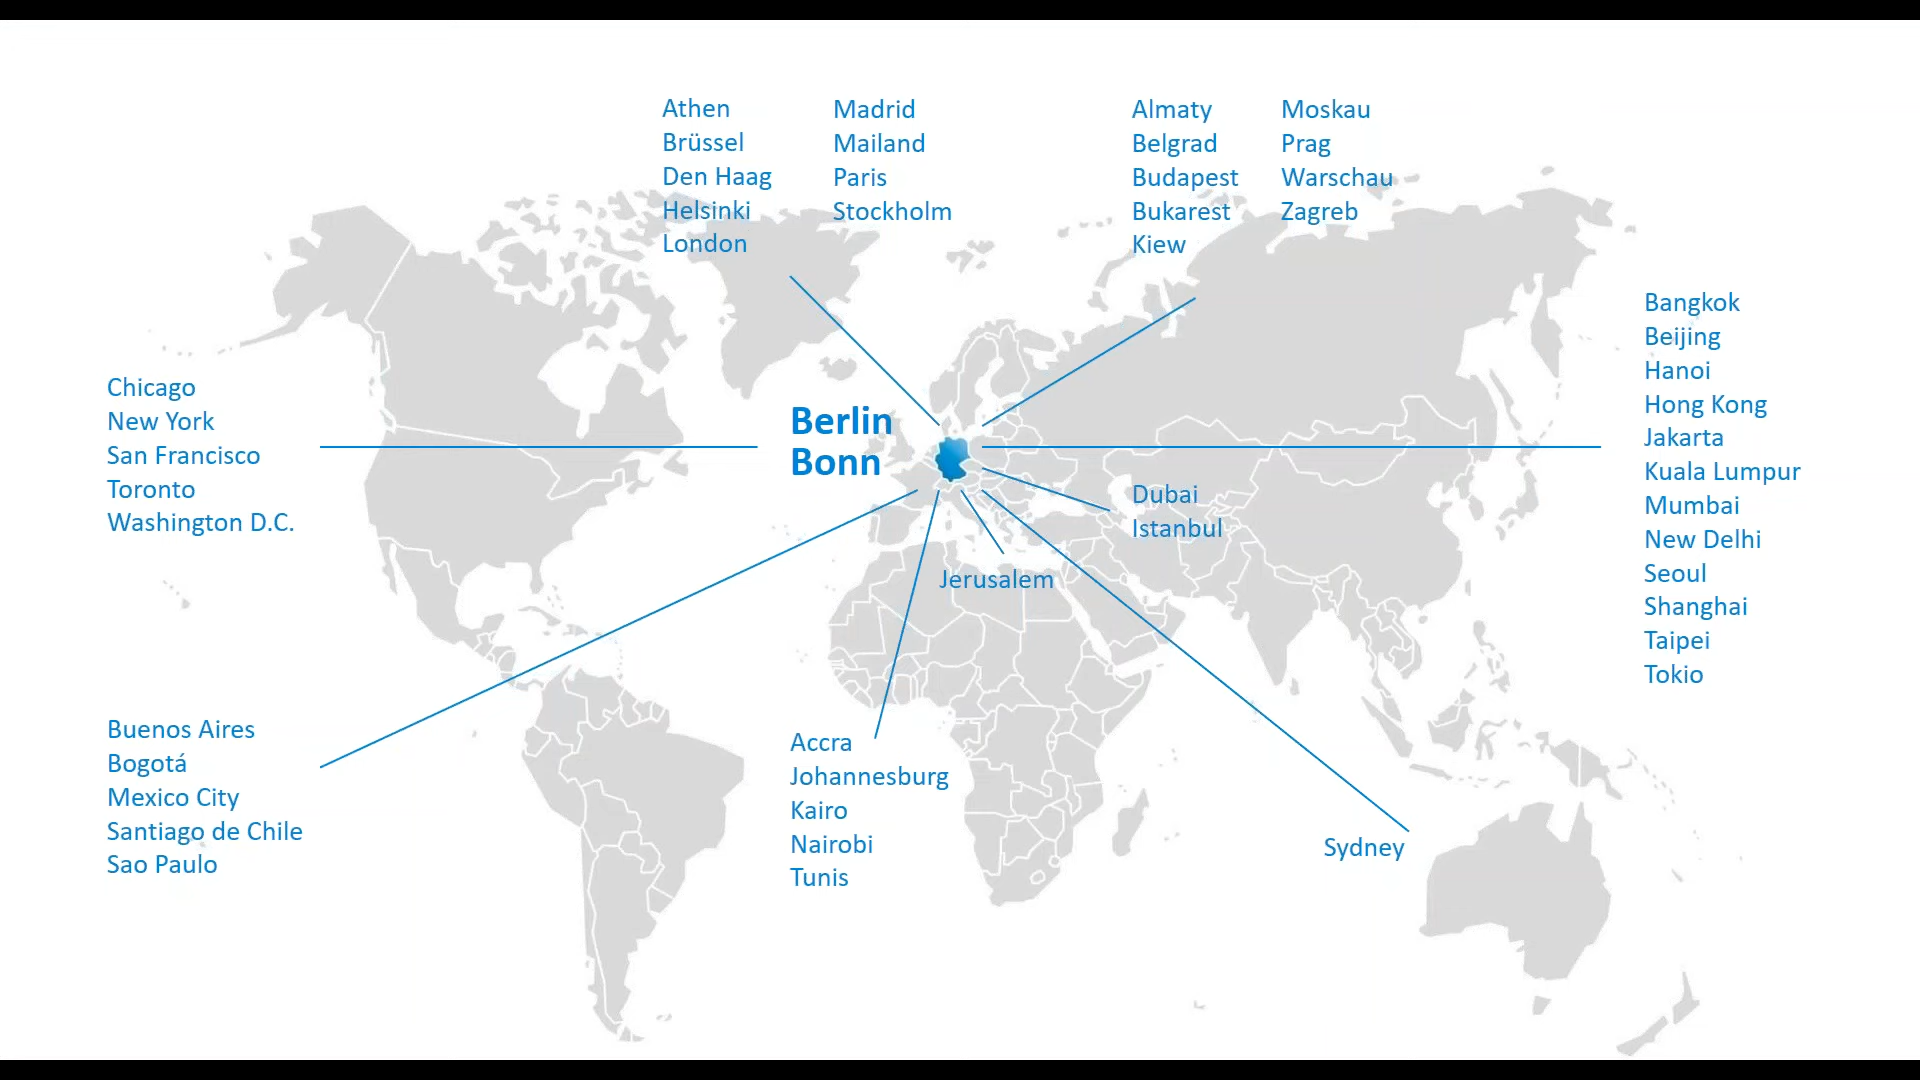 Athen
Brüssel
Den Haag
Helsinki
London
Madrid
Mailand
Paris
Stockholm
Almaty
Belgrad
Budapest
Bukarest
Kiew
Moskau
Prag
Warschau
Zagreb
Chicago
New York
San Francisco
Toronto
Washington D.C.
Berlin
Bonn
Bangkok
Beijing
Hanoi
Hong Kong
Jakarta
Kuala Lumpur
Mumbai
New Delhi
Seoul
Shanghai
Taipei
Tokio
Dubai
Istanbul
Jerusalem
Buenos Aires
Bogotá
Mexico City
Santiago de Chile
Sao Paulo
Accra
Johannesburg
Kairo
Nairobi
Tunis
Sydney